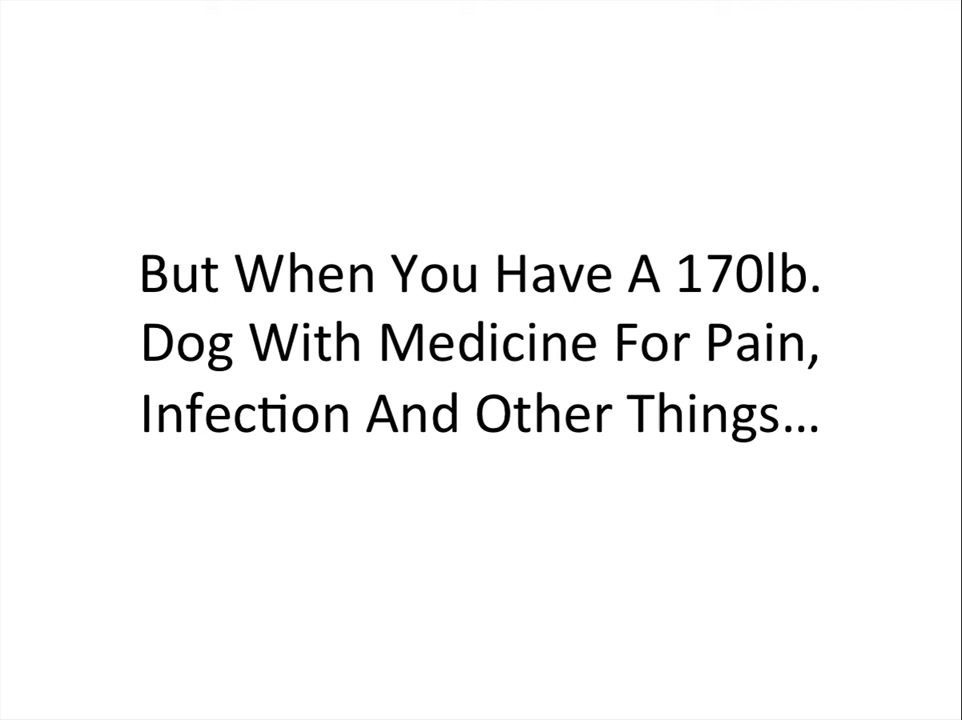 But When You Have A 170lb.
Dog With Medicine For Pain,
Infection And Other Things…